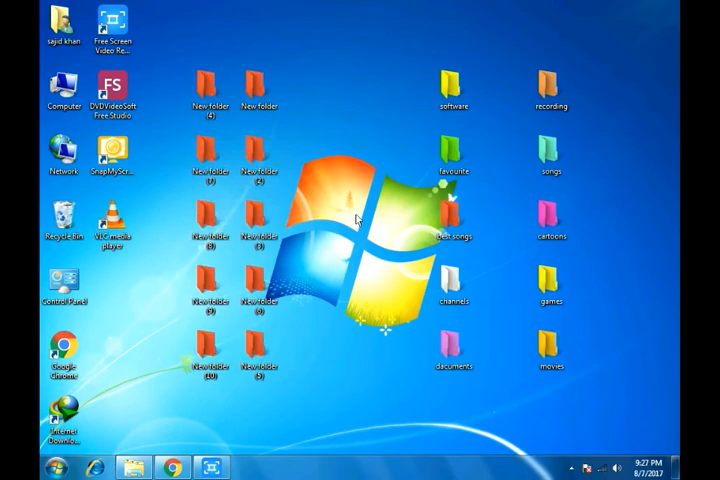 sajid khan
Free Screen
Video Re...
Computer
FS
DVDVideoSoft
Free Studio
New folder
(4)
New folder
software
recording
Network
SnapMyScr...
New folder
(7)
New folder
(2)
favourite
songs
Recycle Bin
VLC media
player
New folder
(8)
New folder
(3)
best songs
cartoons
Control Panel
New folder
(9)
New folder
channels
games
Google
Chrome
New folder
(10)
New folder
(5)
dacuments
movies
Internet
Downlo...
9:27 PM
8/7/2017